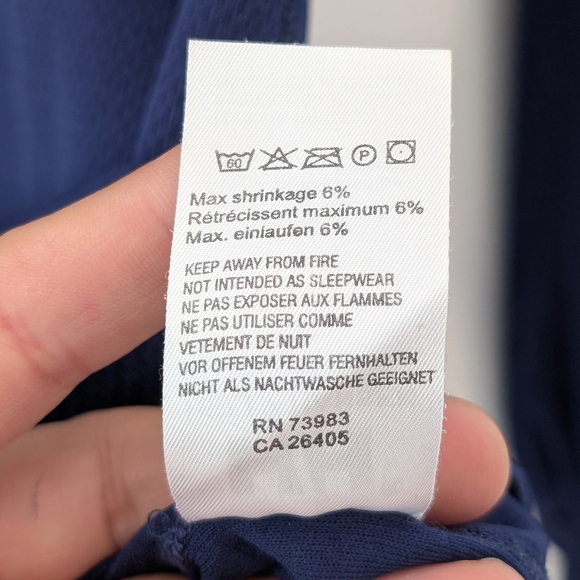 60 P
Max shrinkage 6%
Rétrécissent maximum 6%
Max. einlaufen 6%
KEEP AWAY FROM FIRE
NOT INTENDED AS SLEEPWEAR
NE PAS EXPOSER AUX FLAMMES
NE PAS UTILISER COMME
VETEMENT DE NUIT
VOR OFFENEM FEUER FERNHALTEN
NICHT ALS NACHTWASCHE GEEIGNET
RN 73983
CA 26405